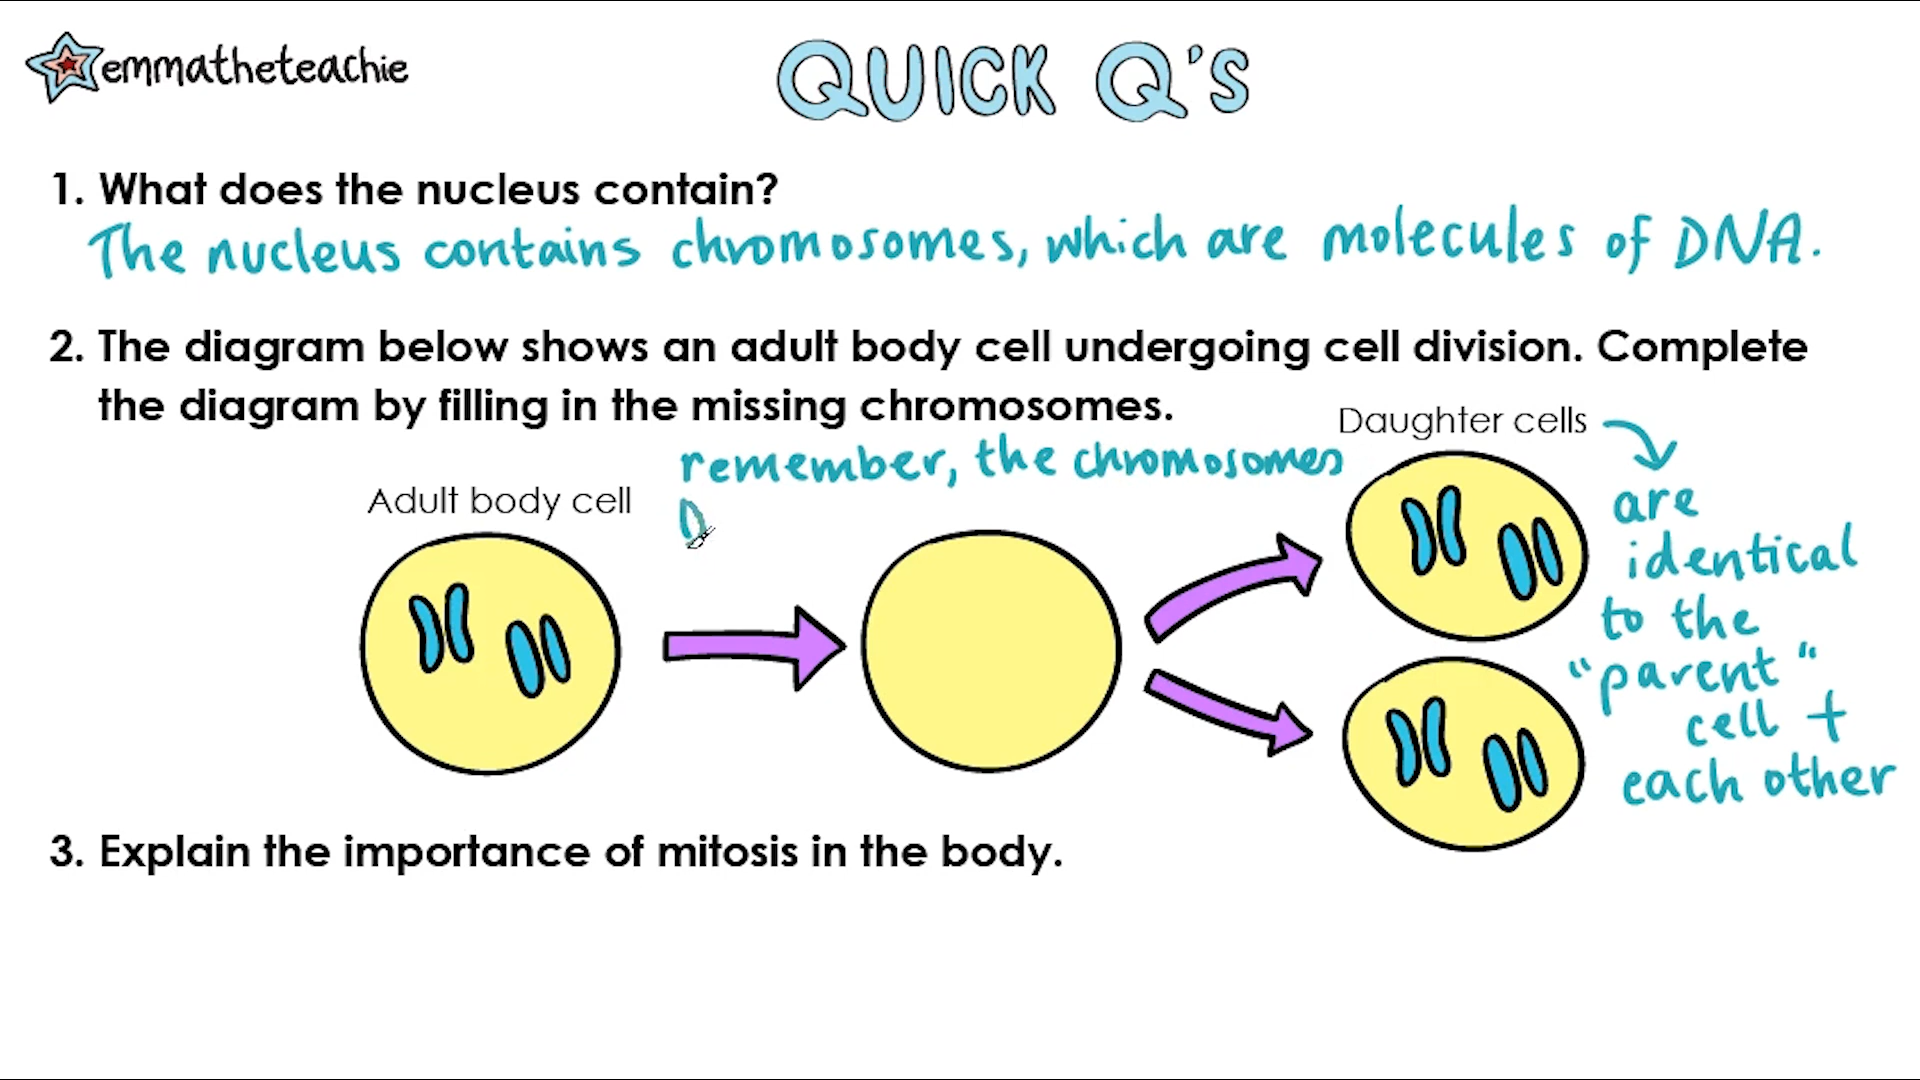 emmatheteachie
QUICK Q'S
1. What does the nucleus contain?
The nucleus contains chromosomes, which are molecules of DNA.
2. The diagram below shows an adult body cell undergoing cell division. Complete
the diagram by filling in the missing chromosomes.
remember, the chromosomes
Adult body cell
Daughter cells
are
identical
to the
"parent"
cell +
each other
3. Explain the importance of mitosis in the body.